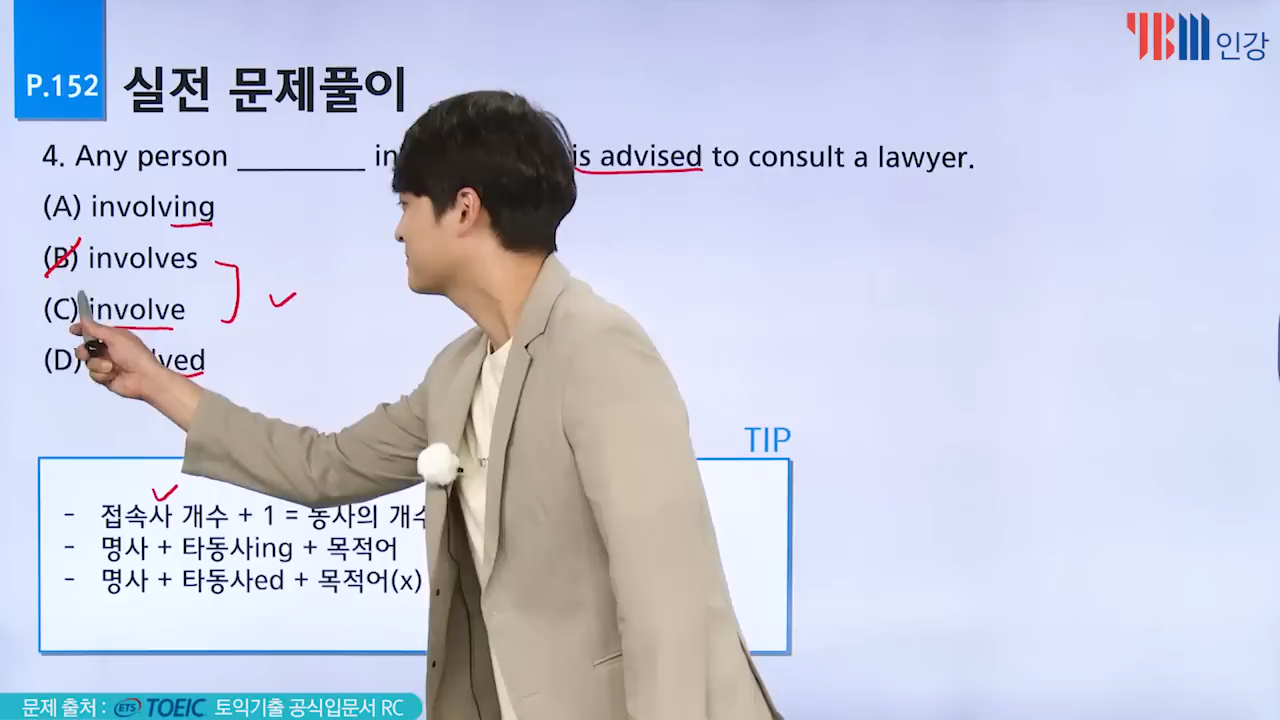 YBM 인강
P.152 실전 문제풀이
4. Any person ________ is advised to consult a lawyer.
(A) involving
(B) involves
(C) involve
(D)
TIP
- 접속사 개수 + 1 = 동사의 개수
- 명사 + 타동사ing + 목적어
- 명사 + 타동사ed + 목적어(x)
문제 출처 : ETS TOEIC 토익기출 공식입문서 RC